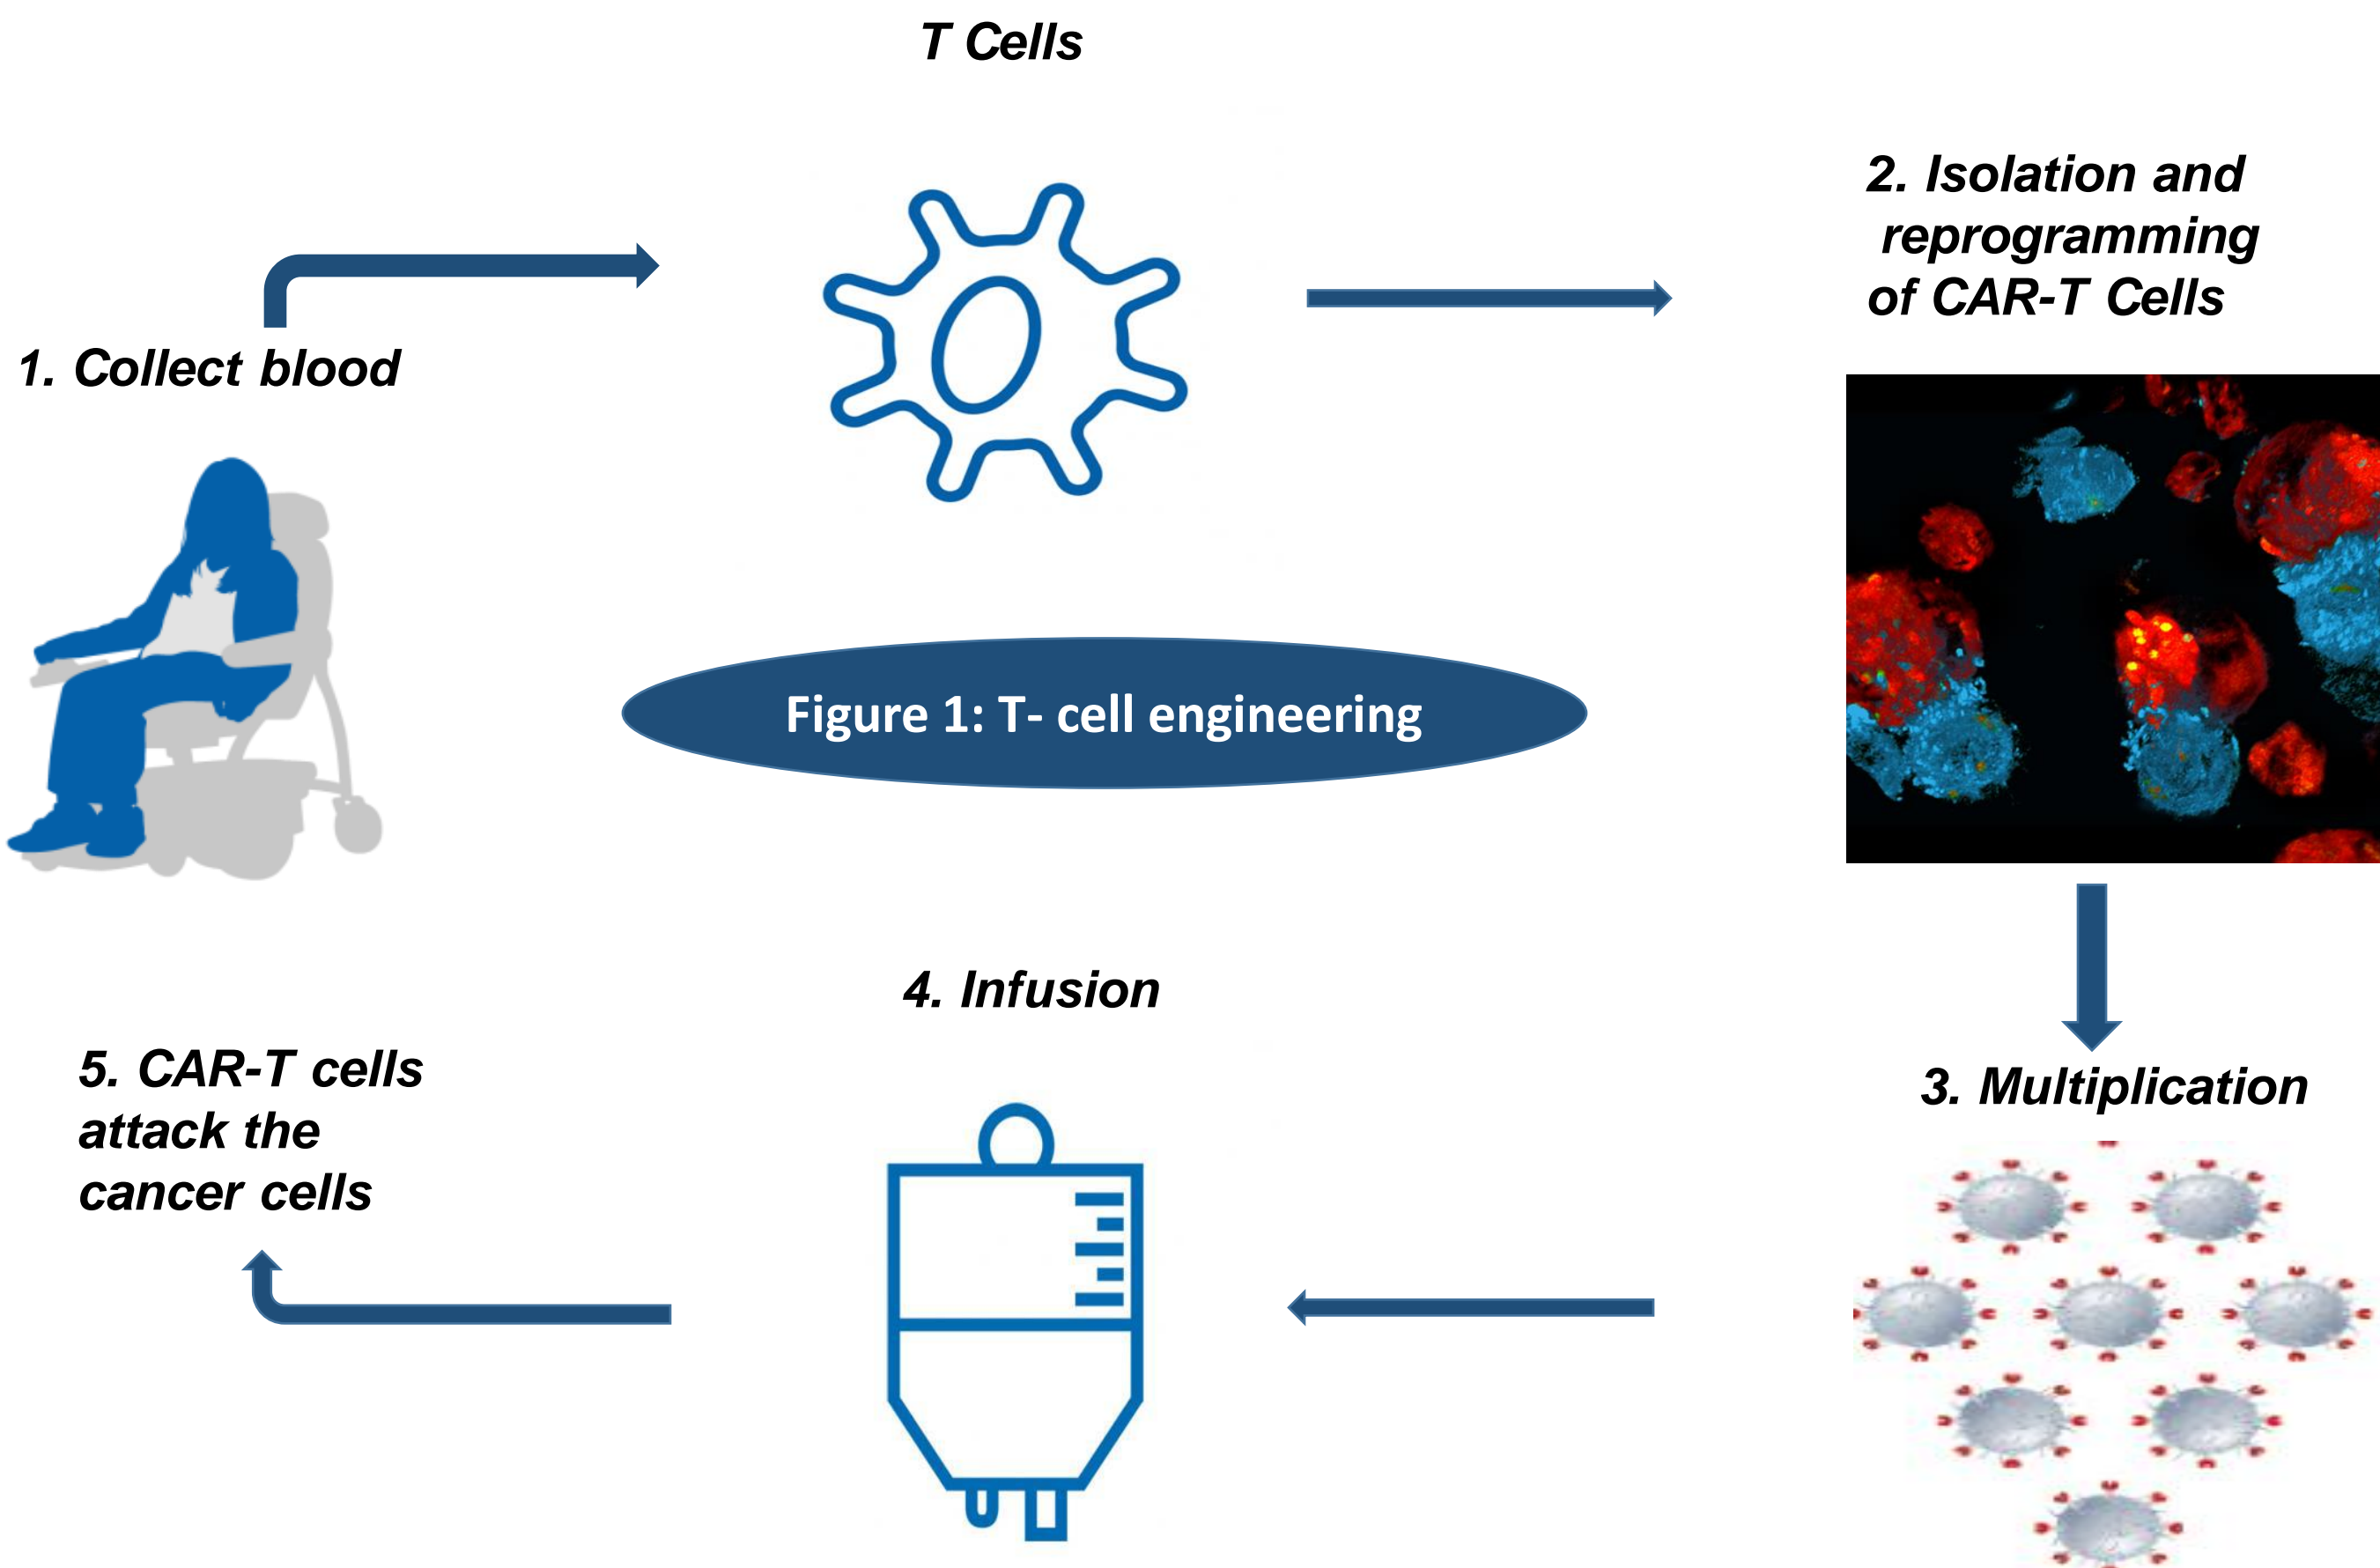 T Cells
1. Collect blood
2. Isolation and
reprogramming
of CAR-T Cells
Figure 1: T- cell engineering
3. Multiplication
4. Infusion
5. CAR-T cells
attack the
cancer cells